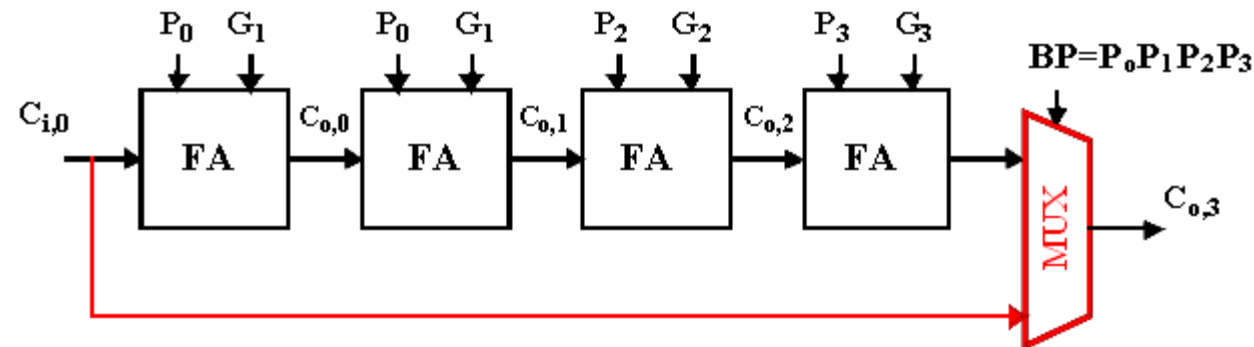 P0 G1 P0 G1 P2 G2 P3 G3
BP=PoP1P2P3
Ci,0 Co,0 Co,1 Co,2
FA FA FA FA
MUX
Co,3